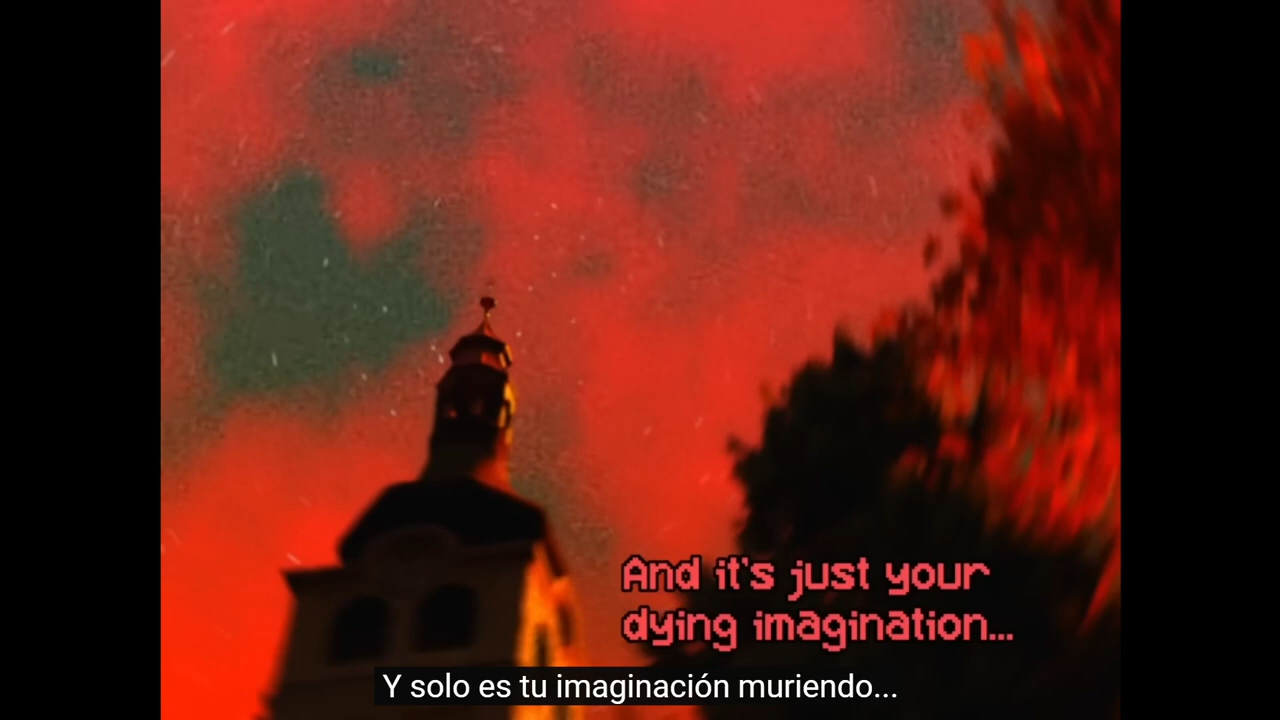 And it's just your
dying imagination...
Y solo es tu imaginación muriendo...